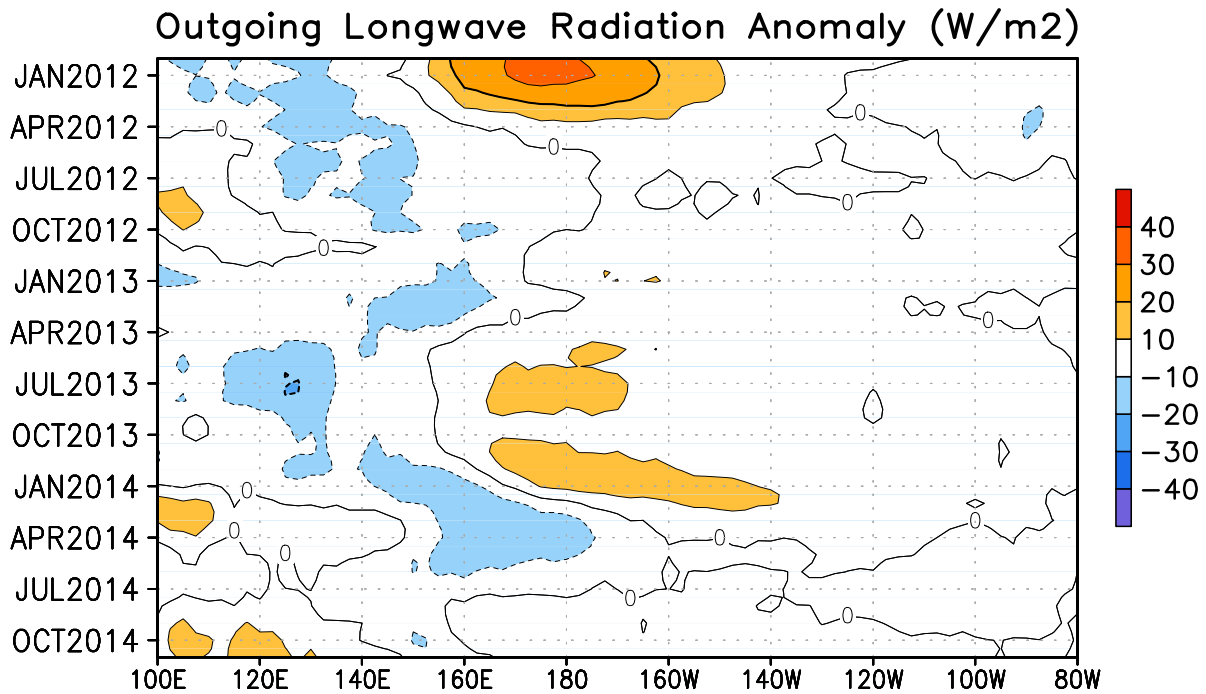 Outgoing Longwave Radiation Anomaly (W/m2)
JAN2012
APR2012
JUL2012
OCT2012
JAN2013
APR2013
JUL2013
OCT2013
JAN2014
APR2014
JUL2014
OCT2014
100E 120E 140E 160E 180 160W 140W 120W 100W 80W
0
0
0
0
0
0
0
0
0
0
0
0
0
0
40
30
20
10
−10
−20
−30
−40